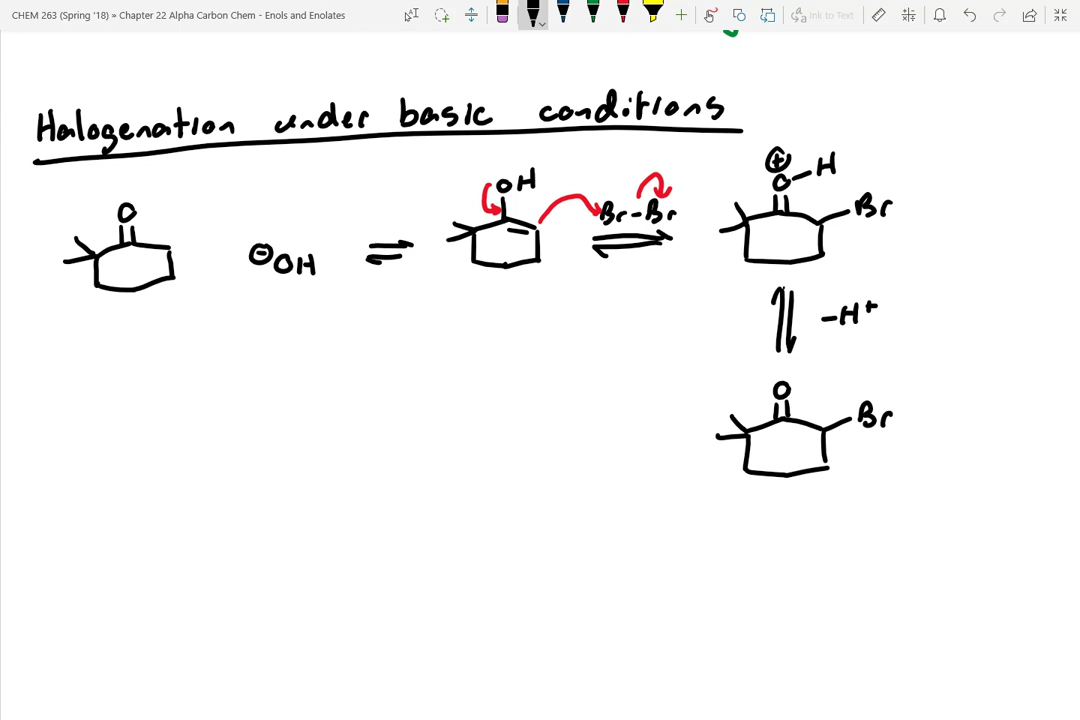 CHEM 263 (Spring '18) » Chapter 22 Alpha Carbon Chem - Enols and Enolates
Ink to Text
Halogenation under basic conditions
O
⊖OH
OH
Br-Br
⊕
O-H
Br
-H+
O
Br